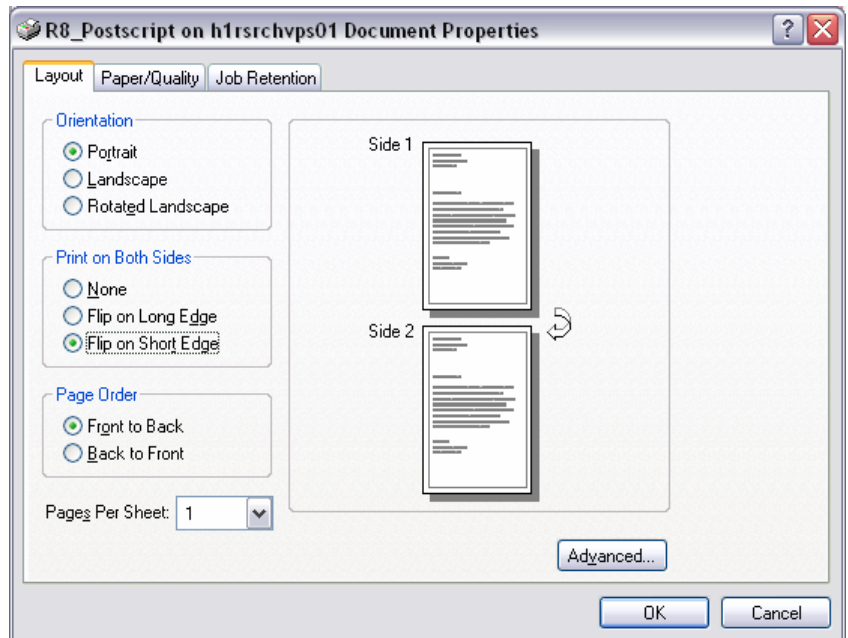 R8_Postscript on h1rsrchvps01 Document Properties
Layout
Paper/Quality
Job Retention
Orientation
Portrait
Landscape
Rotated Landscape
Print on Both Sides
None
Flip on Long Edge
Flip on Short Edge
Page Order
Front to Back
Back to Front
Pages Per Sheet: 1
Side 1
Side 2
Advanced...
OK
Cancel